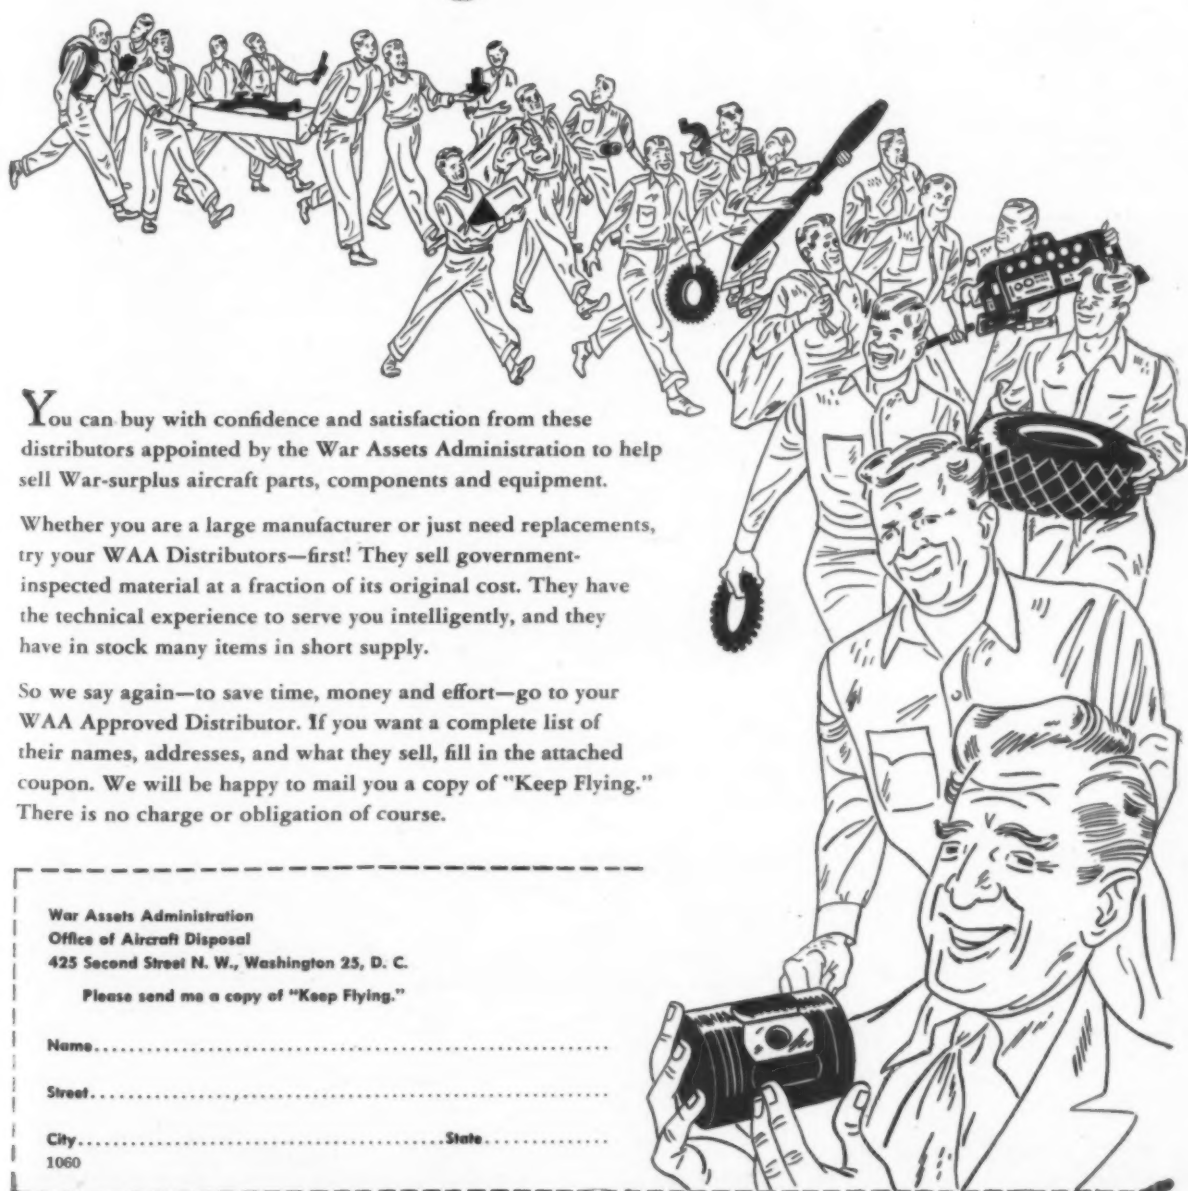 You can buy with confidence and satisfaction from these
distributors appointed by the War Assets Administration to help
sell War-surplus aircraft parts, components and equipment.
Whether you are a large manufacturer or just need replacements,
try your WAA Distributors—first! They sell government-
inspected material at a fraction of its original cost. They have
the technical experience to serve you intelligently, and they
have in stock many items in short supply.
So we say again—to save time, money and effort—go to your
WAA Approved Distributor. If you want a complete list of
their names, addresses, and what they sell, fill in the attached
coupon. We will be happy to mail you a copy of "Keep Flying."
There is no charge or obligation of course.
War Assets Administration
Office of Aircraft Disposal
425 Second Street N. W., Washington 25, D. C.
Please send me a copy of "Keep Flying."
Name..........................................................
Street..........................................................
City..............................................State...............
1060